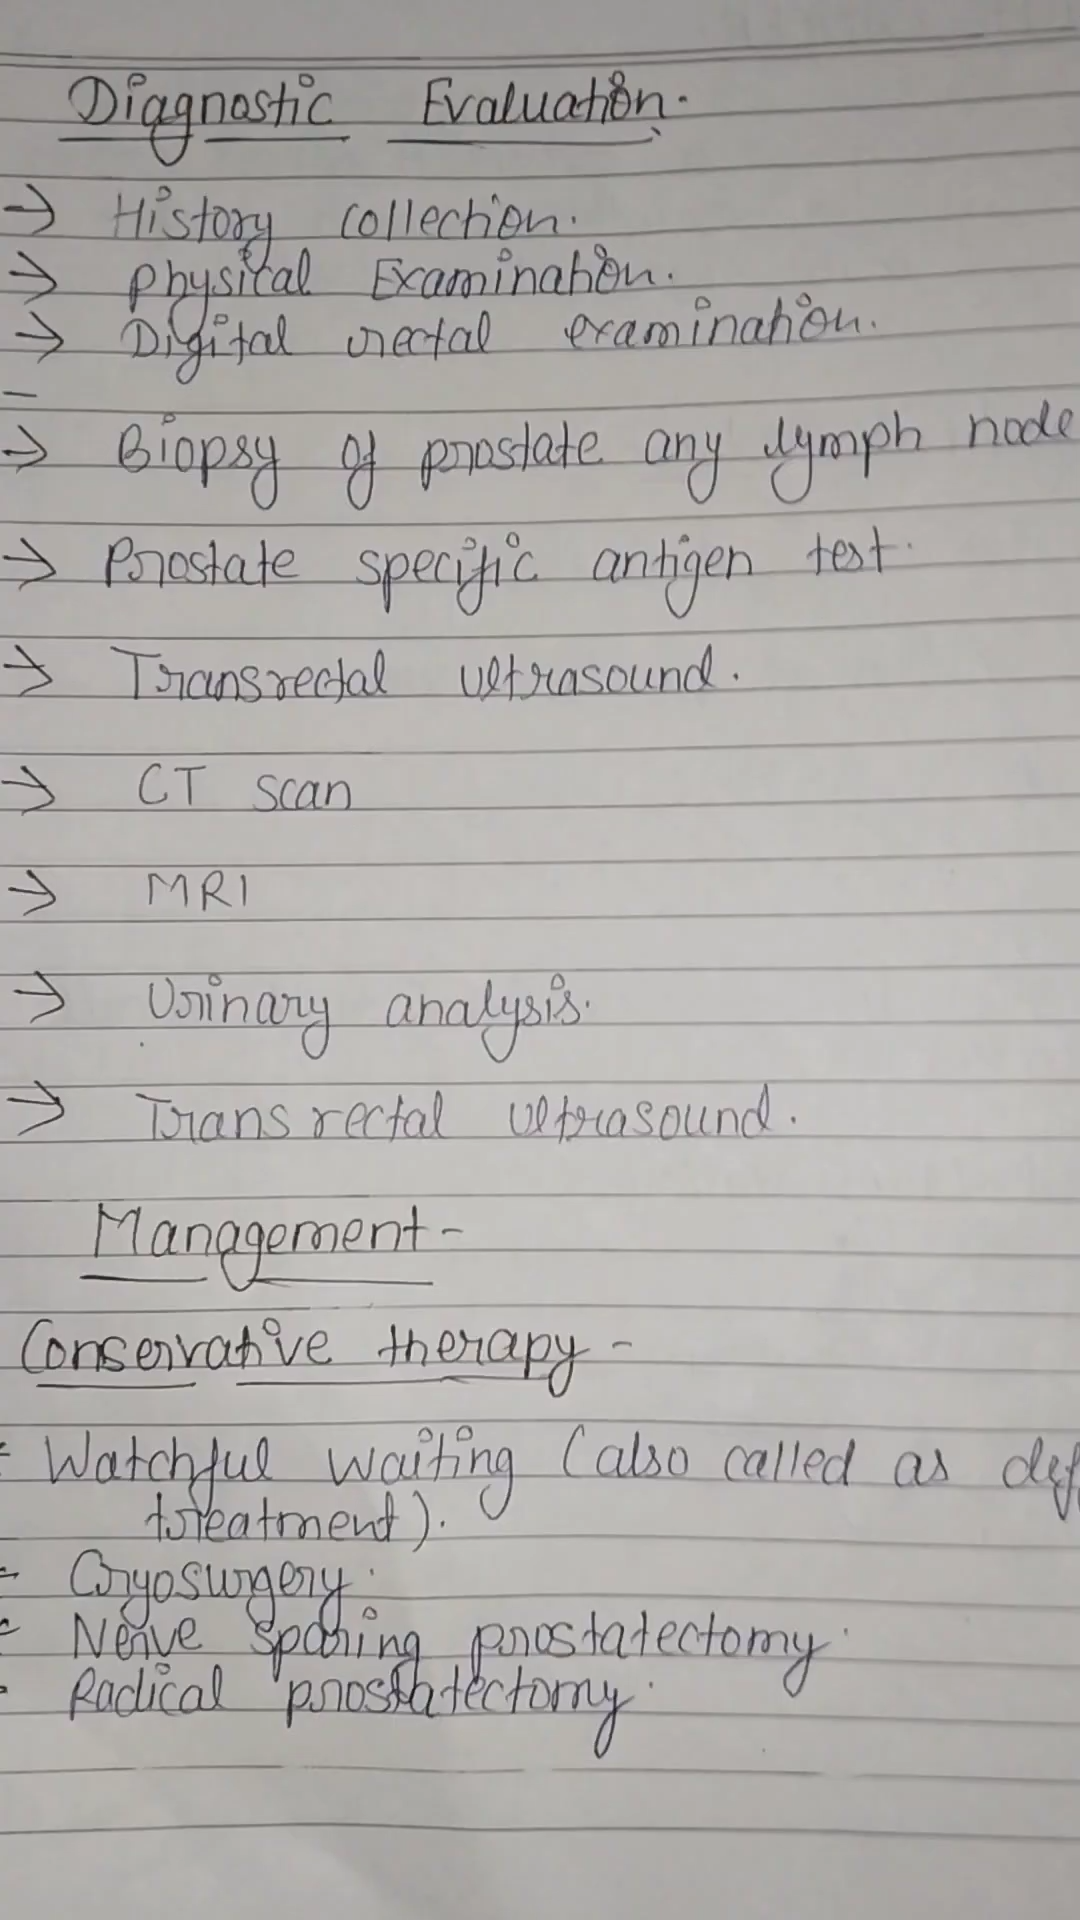 Diagnostic Evaluation.
→ History collection.
→ Physical Examination.
→ Digital rectal examination.
→ Biopsy of prostate any lymph node
→ Prostate specific antigen test.
→ Transrectal ultrasound.
→ CT scan
→ MRI
→ Urinary analysis.
→ Trans rectal ultrasound.
Management -
Conservative therapy -
- Watchful waiting (also called as
treatment).
- Cryosurgery.
- Nerve sparing prostatectomy.
- Radical prostatectomy.